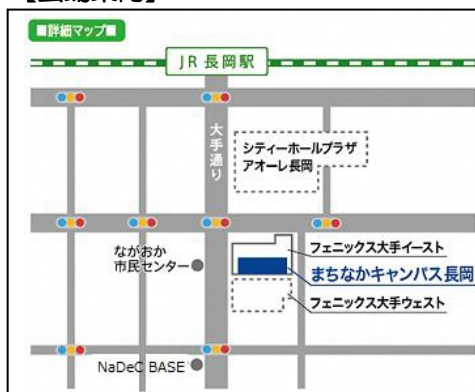 ■詳細マップ■
JR長岡駅
大手通り
シティーホールプラザ
アオーレ長岡
ながおか
市民センター
フェニックス大手イースト
まちなかキャンパス長岡
フェニックス大手ウェスト
NaDeC BASE